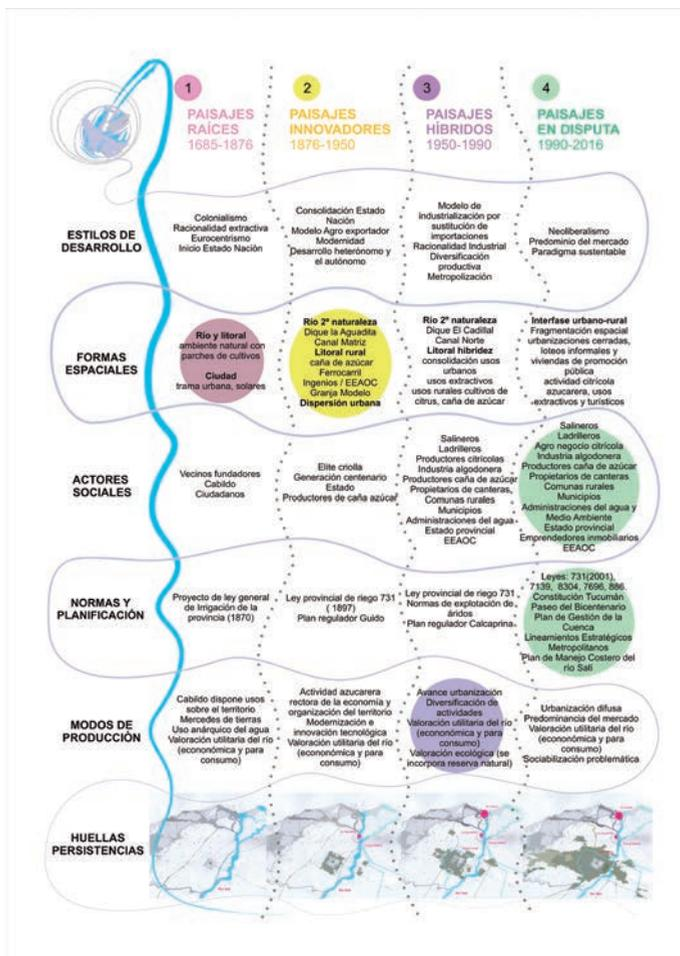 1
PAISAJES
RAÍCES
1685-1876
2
PAISAJES
INNOVADORES
1876-1950
3
PAISAJES
HÍBRIDOS
1950-1990
4
PAISAJES
EN DISPUTA
1990-2016
ESTILOS DE
DESARROLLO
Colonialismo
Racionalidad extractiva
Eurocentrismo
Inicio Estado Nación
Consolidación Estado
Nación
Modelo Agro exportador
Modernidad
Desarrollo heterónomo y
el autónomo
Modelo de
industrialización por
sustitución de
importaciones
Racionalidad Industrial
Diversificación
productiva
Metropolización
Neoliberalismo
Predominio del mercado
Paradigma sustentable
FORMAS
ESPACIALES
Río y litoral
ambiente natural con
parches de cultivos
Ciudad
trama urbana, solares
Río 2º naturaleza
Dique la Aguadita
Canal Matriz
Litoral rural
caña de azúcar
Ferrocarril
Ingenios / EEAOC
Granja Modelo
Dispersión urbana
Río 2º naturaleza
Dique El Cadillal
Canal Norte
Litoral híbridez
consolidación usos
urbanos
usos extractivos
usos rurales cultivos de
citrus, caña de azúcar
Interfase urbano-rural
Fragmentación espacial
urbanizaciones cerradas,
loteos informales y
viviendas de promoción
pública
actividad citrícola
azucarera, usos
extractivos y turísticos
ACTORES
SOCIALES
Vecinos fundadores
Cabildo
Ciudadanos
Elite criolla
Generación centenario
Estado
Productores de caña azúcar
Salineros
Ladrilleros
Productores citrícolas
Industria algodonera
Productores caña de azúcar
Propietarios de canteras,
Comunas rurales
Municipios
Administraciones del agua
Estado provincial
EEAOC
Salineros
Ladrilleros
Agro negocio citrícola
Industria algodonera
Productores caña de azúcar
Propietarios de canteras
Comunas rurales
Municipios
Administraciones del agua y
Medio Ambiente
Estado provincial
Emprendedores inmobiliarios
EEAOC
NORMAS Y
PLANIFICACIÓN
Proyecto de ley general
de Irrigación de la
provincia (1870)
Ley provincial de riego 731
( 1897)
Plan regulador Guido
Ley provincial de riego 731
Normas de explotación de
áridos
Plan regulador Calcaprina
Leyes: 731(2001),
7139, 8304, 7696, 886.
Constitución Tucumán
Paseo del Bicentenario
Plan de Gestión de la
Cuenca
Lineamientos Estratégicos
Metropolitanos
Plan de Manejo Costero del
río Salí
MODOS DE
PRODUCCIÓN
Cabildo dispone usos
sobre el territorio
Mercedes de tierras
Uso anárquico del agua
Valoración utilitaria del río
(econonómica y para
consumo)
Actividad azucarera
rectora de la economía y
organización del territorio
Modernización e
innovación tecnológica
Valoración utilitaria del río
(econonómica y para
consumo)
Avance urbanización
Diversificación de
actividades
Valoración utilitaria del río
(econonómica y para
consumo)
Valoración ecológica (se
incorpora reserva natural)
Urbanización difusa
Predominancia del mercado
Valoración utilitaria del río
(econonómica y para
consumo)
Sociabilización problemática
HUELLAS
PERSISTENCIAS